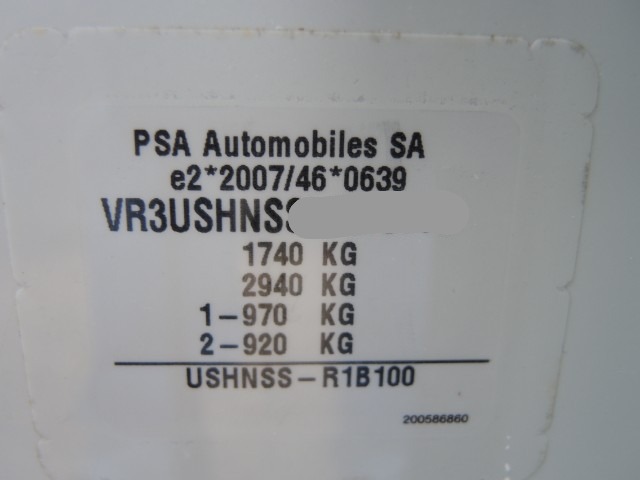 PSA Automobiles SA
e2*2007/46*0639
VR3USHNSS
1740 KG
2940 KG
1-970 KG
2-920 KG
USHNSS-R1B100
200586860